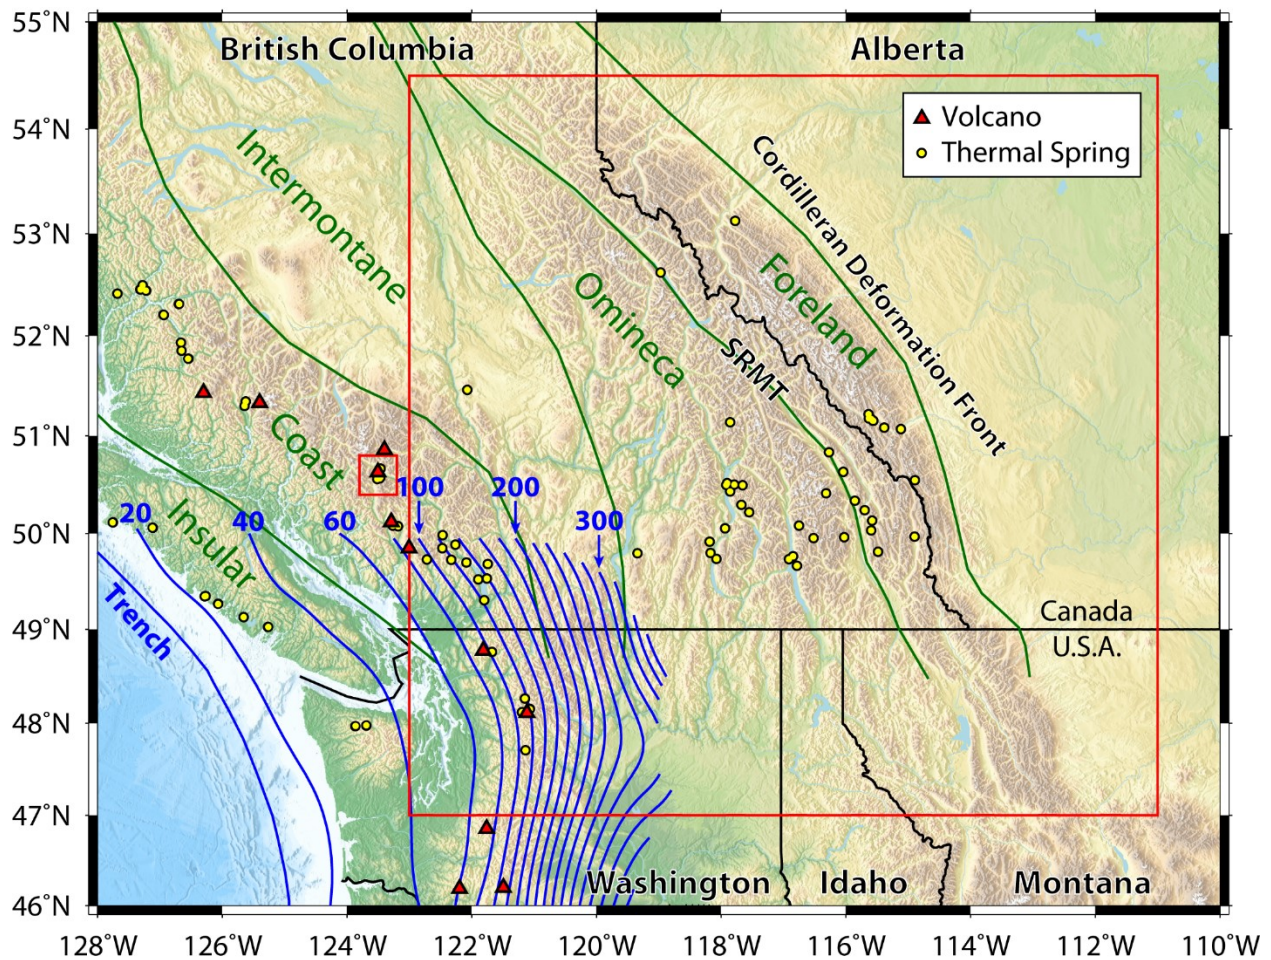 55˚N
54˚N
53˚N
52˚N
51˚N
50˚N
49˚N
48˚N
47˚N
46˚N
British Columbia
Alberta
Volcano
Thermal Spring
Intermontane
Cordilleran Deformation Front
Foreland
Omineca
SRMT
Coast
Insular
100
200
300
20
40
60
Trench
Canada
U.S.A.
Washington
Idaho
Montana
128˚W
126˚W
124˚W
122˚W
120˚W
118˚W
116˚W
114˚W
112˚W
110˚W